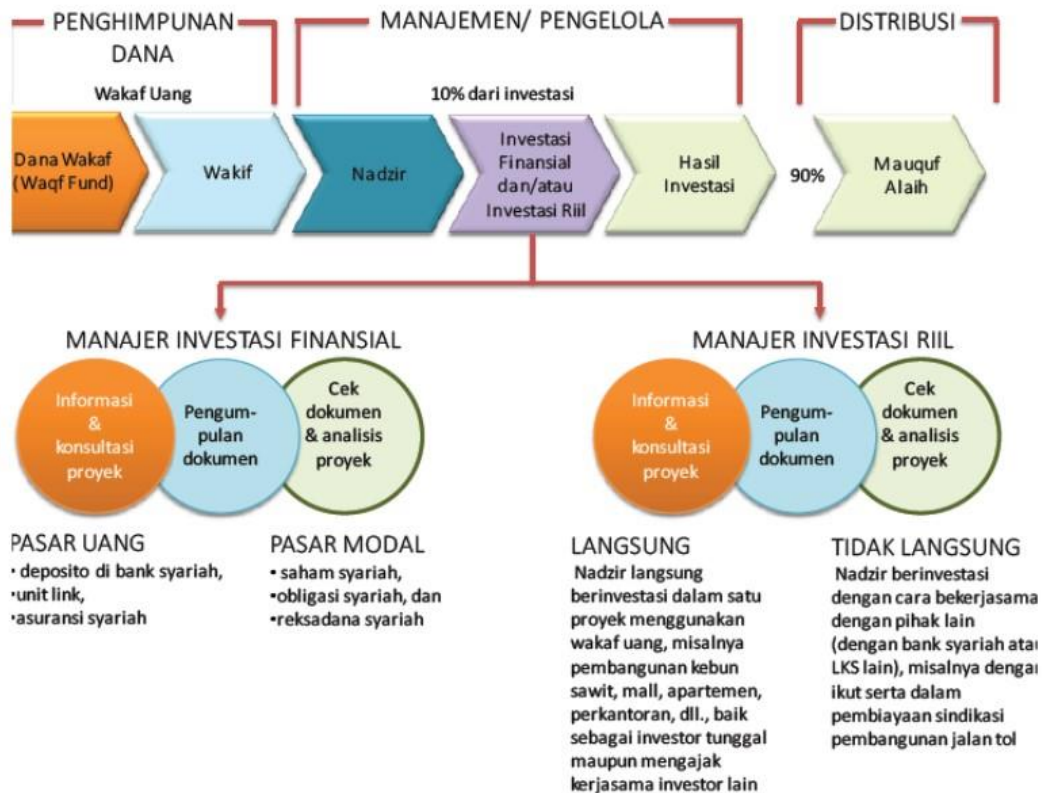 PENGHIMPUNAN
DANA
MANAJEMEN/ PENGELOLA
DISTRIBUSI
Wakaf Uang
10% dari investasi
Dana Wakaf
(Waqf Fund)
Wakif
Nadzir
Investasi
Finansial
dan/atau
Investasi Riil
Hasil
Investasi
90%
Mauquf
Alaih
MANAJER INVESTASI FINANSIAL
Informasi
&
konsultasi
proyek
Pengum-
pulan
dokumen
Cek
dokumen
& analisis
proyek
PASAR UANG
• deposito di bank syariah,
•unit link,
•asuransi syariah
PASAR MODAL
• saham syariah,
•obligasi syariah, dan
•reksadana syariah
MANAJER INVESTASI RIIL
Informasi
&
konsultasi
proyek
Pengum-
pulan
dokumen
Cek
dokumen
& analisis
proyek
LANGSUNG
Nadzir langsung
berinvestasi dalam satu
proyek menggunakan
wakaf uang, misalnya
pembangunan kebun
sawit, mall, apartemen,
perkantoran, dll., baik
sebagai investor tunggal
maupun mengajak
kerjasama investor lain
TIDAK LANGSUNG
Nadzir berinvestasi
dengan cara bekerjasama
dengan pihak lain
(dengan bank syariah atau
LKS lain), misalnya dengan
ikut serta dalam
pembiayaan sindikasi
pembangunan jalan tol